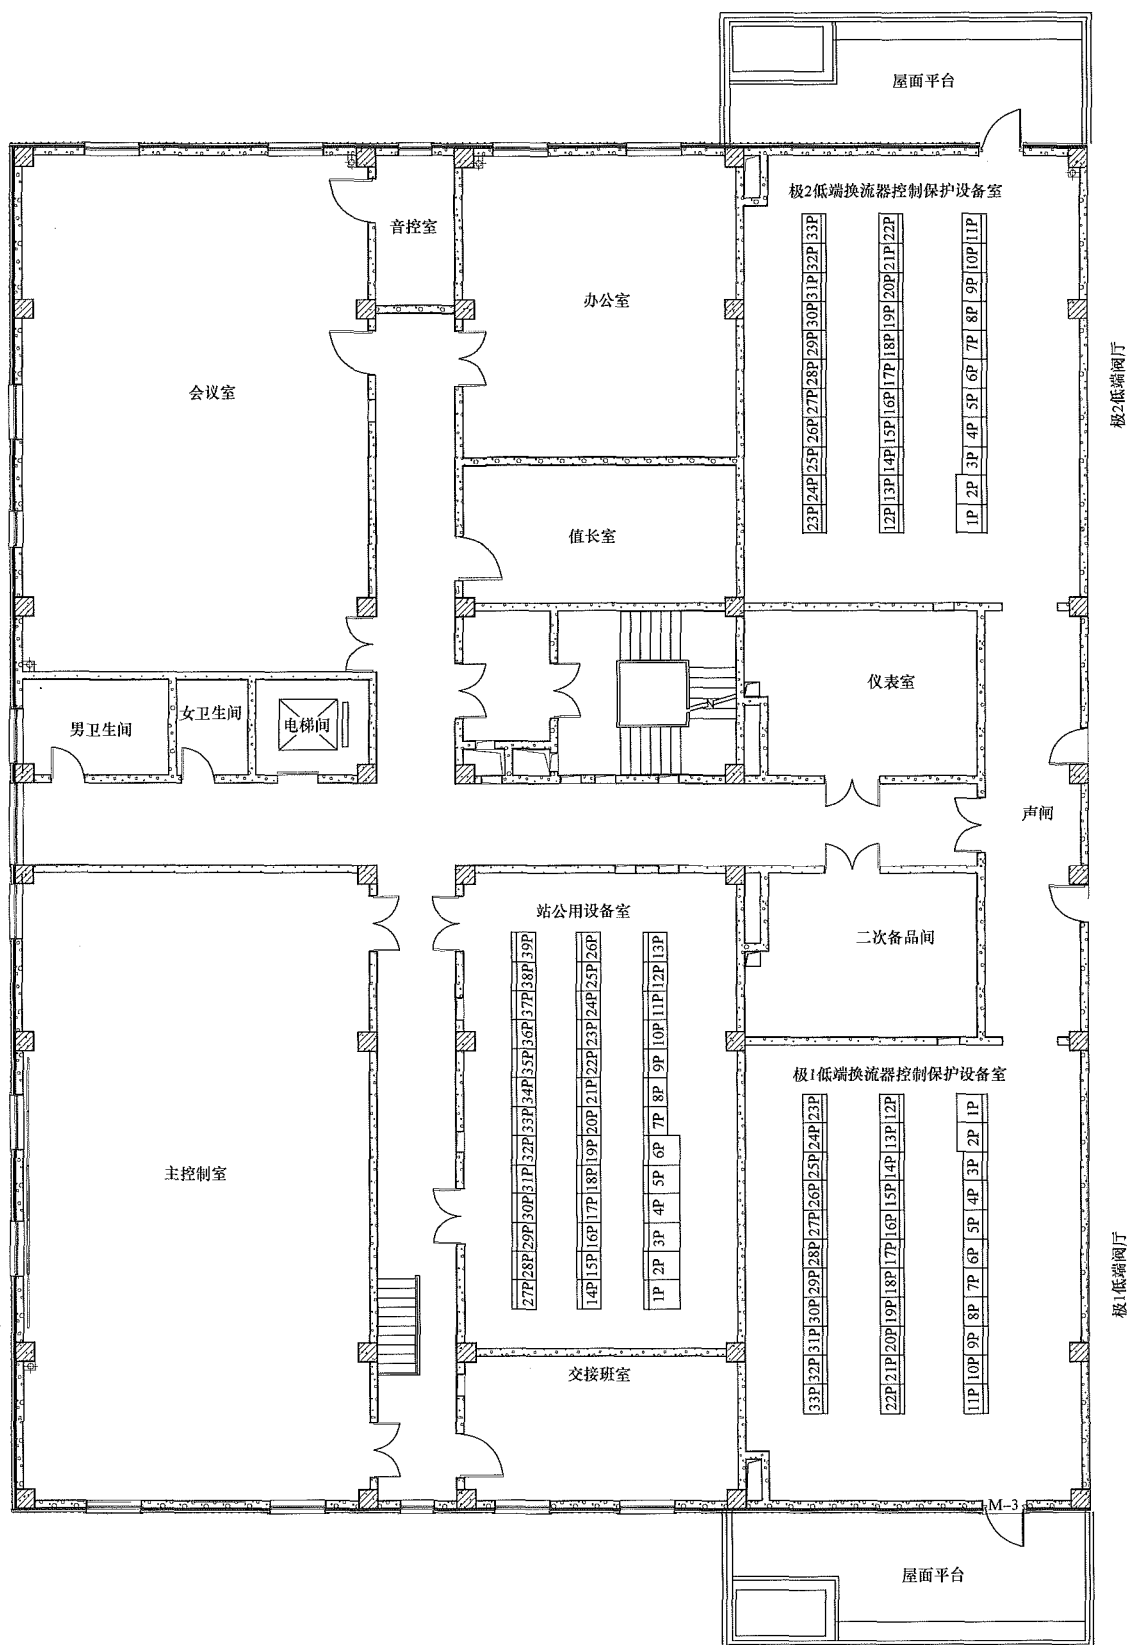 屋面平台
极2低端换流器控制保护设备室
音控室
办公室
会议室
值长室
33P
32P
31P
30P
29P
28P
27P
26P
25P
24P
23P
22P
21P
20P
19P
18P
17P
16P
15P
14P
13P
12P
11P
10P
9P
8P
7P
6P
5P
4P
3P
2P
1P
极2低端阀厅
仪表室
男卫生间
女卫生间
电梯间
声闸
站公用设备室
二次备品间
39P
38P
37P
36P
35P
34P
33P
32P
31P
30P
29P
28P
27P
26P
25P
24P
23P
22P
21P
20P
19P
18P
17P
16P
15P
14P
13P
12P
11P
10P
9P
8P
7P
6P
5P
4P
3P
2P
1P
极1低端换流器控制保护设备室
23P
24P
25P
26P
27P
28P
29P
30P
31P
32P
33P
12P
13P
14P
15P
16P
17P
18P
19P
20P
21P
22P
1P
2P
3P
4P
5P
6P
7P
8P
9P
10P
11P
主控制室
极1低端阀厅
交接班室
M-3
屋面平台